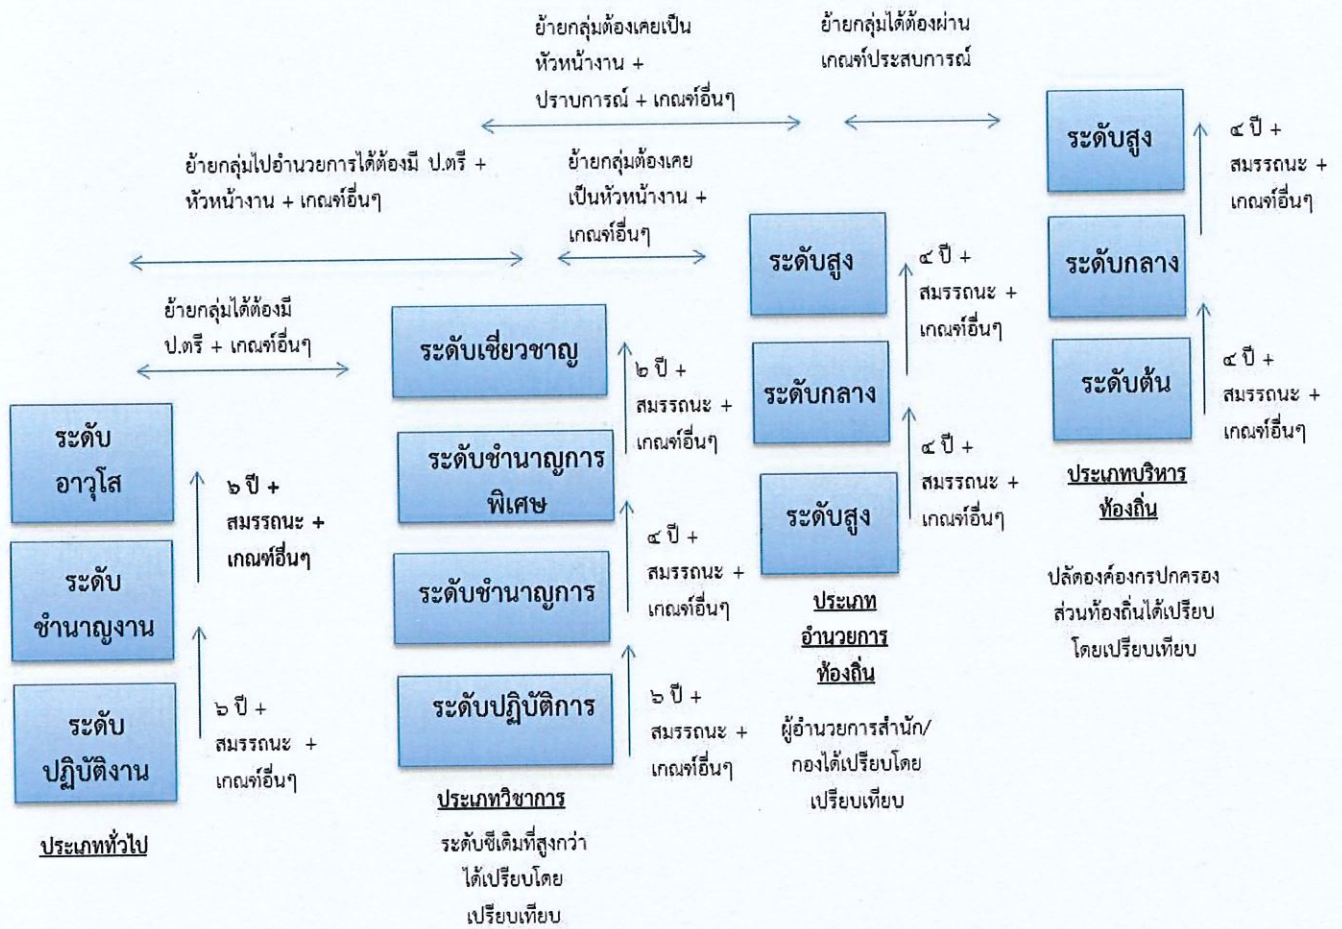 ย้ายกลุ่มต้องเคยเป็น
หัวหน้างาน +
ปราบการณ์ + เกณฑ์อื่นๆ
ย้ายกลุ่มได้ต้องผ่าน
เกณฑ์ประสบการณ์
ย้ายกลุ่มไปอำนวยการได้ต้องมี ป.ตรี +
หัวหน้างาน + เกณฑ์อื่นๆ
ย้ายกลุ่มต้องเคย
เป็นหัวหน้างาน +
เกณฑ์อื่นๆ
ย้ายกลุ่มได้ต้องมี
ป.ตรี + เกณฑ์อื่นๆ
ระดับ
อาวุโส
๖ ปี +
สมรรถนะ +
เกณฑ์อื่นๆ
ระดับ
ชำนาญงาน
๖ ปี +
สมรรถนะ +
เกณฑ์อื่นๆ
ระดับ
ปฏิบัติงาน
ประเภททั่วไป
ระดับเชี่ยวชาญ
๒ ปี +
สมรรถนะ +
เกณฑ์อื่นๆ
ระดับชำนาญการ
พิเศษ
๔ ปี +
สมรรถนะ +
เกณฑ์อื่นๆ
ระดับชำนาญการ
๖ ปี +
สมรรถนะ +
เกณฑ์อื่นๆ
ระดับปฏิบัติการ
ประเภทวิชาการ
ระดับซีเดิมที่สูงกว่า
ได้เปรียบโดย
เปรียบเทียบ
ระดับสูง
๔ ปี +
สมรรถนะ +
เกณฑ์อื่นๆ
ระดับกลาง
๔ ปี +
สมรรถนะ +
เกณฑ์อื่นๆ
ระดับสูง
ประเภท
อำนวยการ
ท้องถิ่น
ผู้อำนวยการสำนัก/
กองได้เปรียบโดย
เปรียบเทียบ
ระดับสูง
๔ ปี +
สมรรถนะ +
เกณฑ์อื่นๆ
ระดับกลาง
๔ ปี +
สมรรถนะ +
เกณฑ์อื่นๆ
ระดับต้น
ประเภทบริหาร
ท้องถิ่น
ปลัดองค์องกรปกครอง
ส่วนท้องถิ่นได้เปรียบ
โดยเปรียบเทียบ